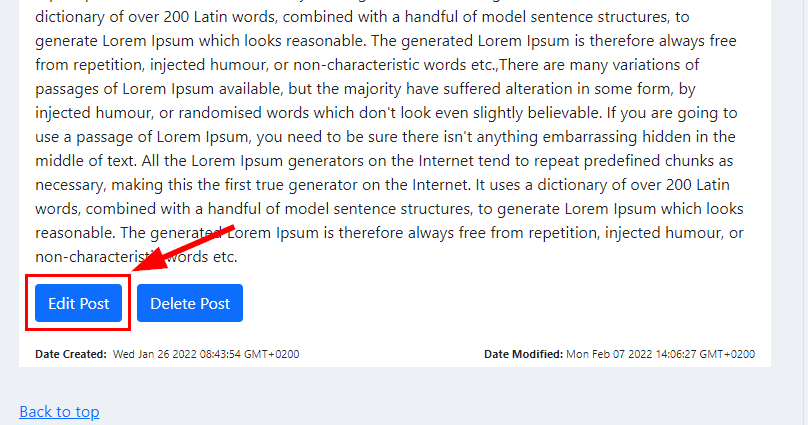 dictionary of over 200 Latin words, combined with a handful of model sentence structures, to
generate Lorem Ipsum which looks reasonable. The generated Lorem Ipsum is therefore always free
from repetition, injected humour, or non-characteristic words etc.,There are many variations of
passages of Lorem Ipsum available, but the majority have suffered alteration in some form, by
injected humour, or randomised words which don't look even slightly believable. If you are going to
use a passage of Lorem Ipsum, you need to be sure there isn't anything embarrassing hidden in the
middle of text. All the Lorem Ipsum generators on the Internet tend to repeat predefined chunks as
necessary, making this the first true generator on the Internet. It uses a dictionary of over 200 Latin
words, combined with a handful of model sentence structures, to generate Lorem Ipsum which looks
reasonable. The generated Lorem Ipsum is therefore always free from repetition, injected humour, or
non-characteristic words etc.
Edit Post Delete Post
Date Created: Wed Jan 26 2022 08:43:54 GMT+0200 Date Modified: Mon Feb 07 2022 14:06:27 GMT+0200
Back to top